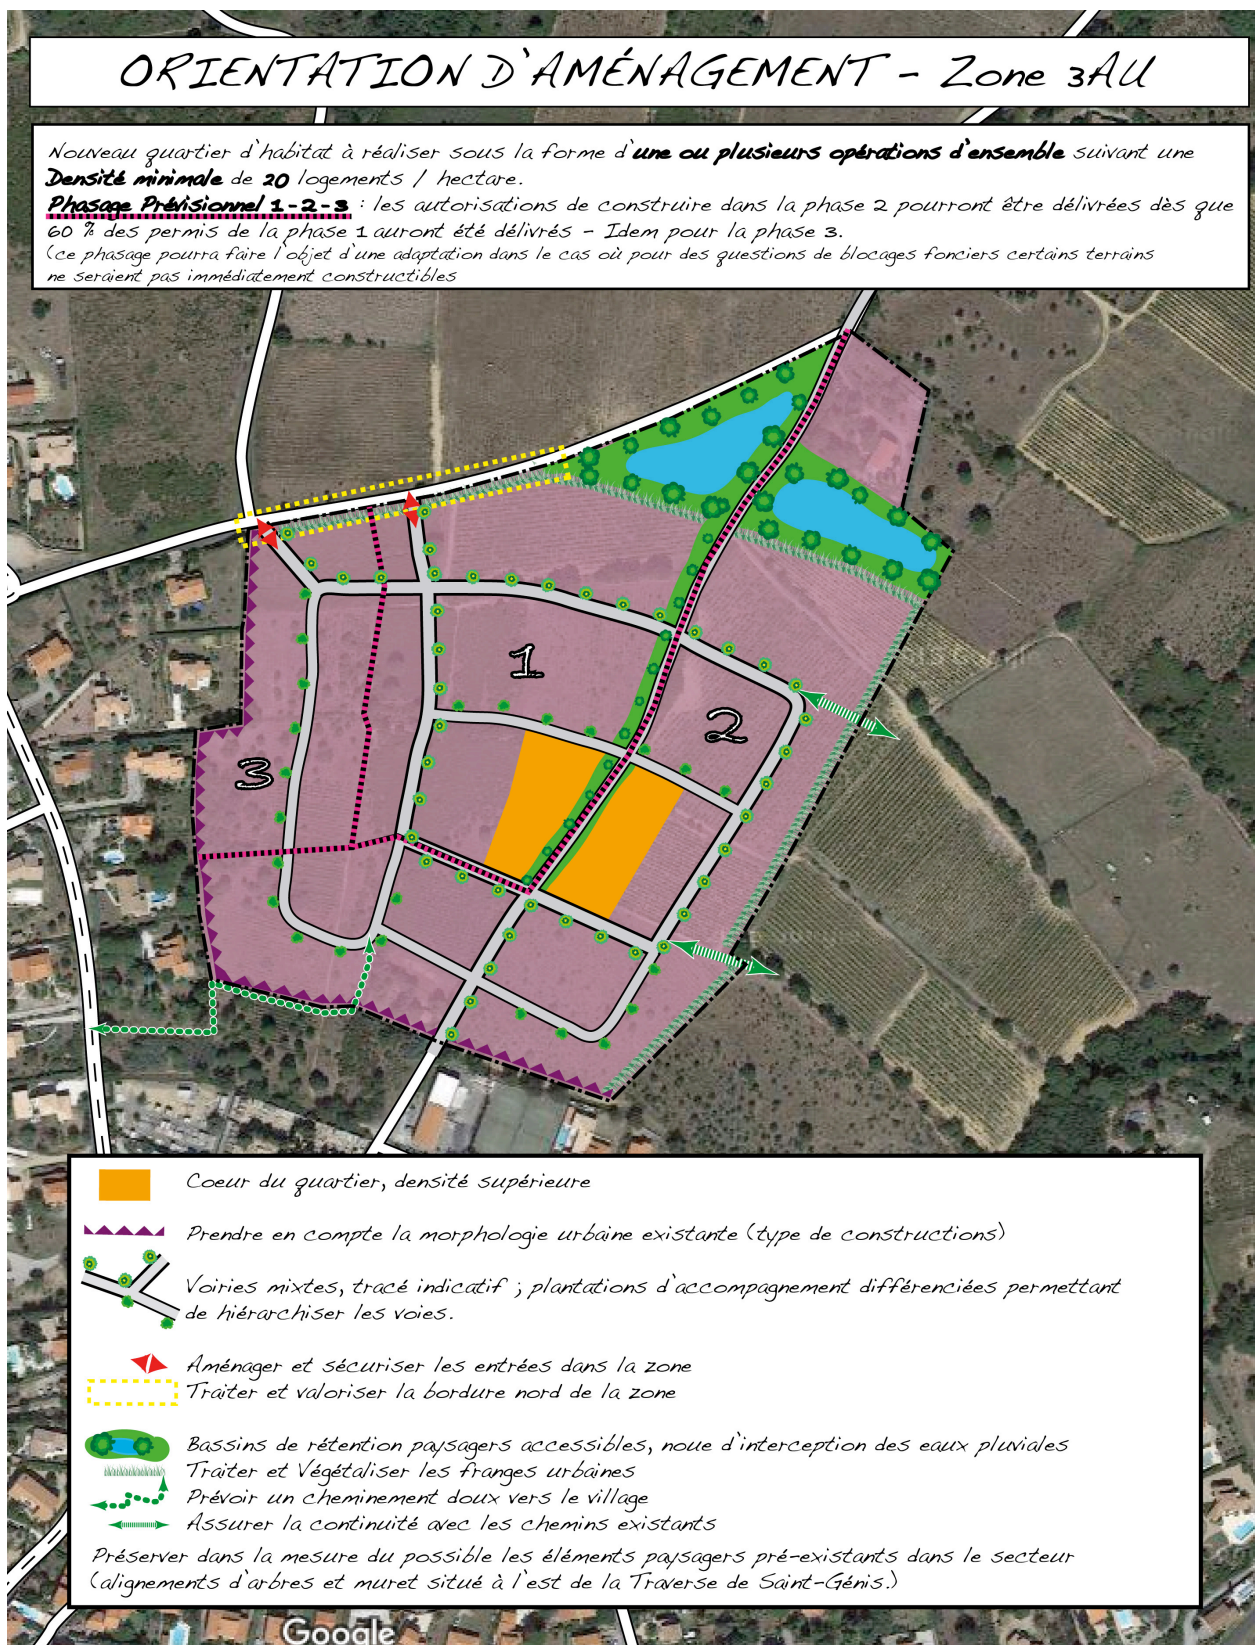 ORIENTATION D'AMÉNAGEMENT - Zone 3AU
Nouveau quartier d'habitat à réaliser sous la forme d'une ou plusieurs opérations d'ensemble suivant une
Densité minimale de 20 logements / hectare.
Phasage Prévisionnel 1-2-3 : les autorisations de construire dans la phase 2 pourront être délivrées dès que
60 % des permis de la phase 1 auront été délivrés - Idem pour la phase 3.
(ce phasage pourra faire l'objet d'une adaptation dans le cas où pour des questions de blocages fonciers certains terrains
ne seraient pas immédiatement constructibles
1
2
3
Coeur du quartier, densité supérieure
Prendre en compte la morphologie urbaine existante (type de constructions)
Voiries mixtes, tracé indicatif ; plantations d'accompagnement différenciées permettant
de hiérarchiser les voies.
Aménager et sécuriser les entrées dans la zone
Traiter et valoriser la bordure nord de la zone
Bassins de rétention paysagers accessibles, noue d'interception des eaux pluviales
Traiter et Végétaliser les franges urbaines
Prévoir un cheminement doux vers le village
Assurer la continuité avec les chemins existants
Préserver dans la mesure du possible les éléments paysagers pré-existants dans le secteur
(alignements d'arbres et muret situé à l'est de la Traverse de Saint-Génis.)
Google